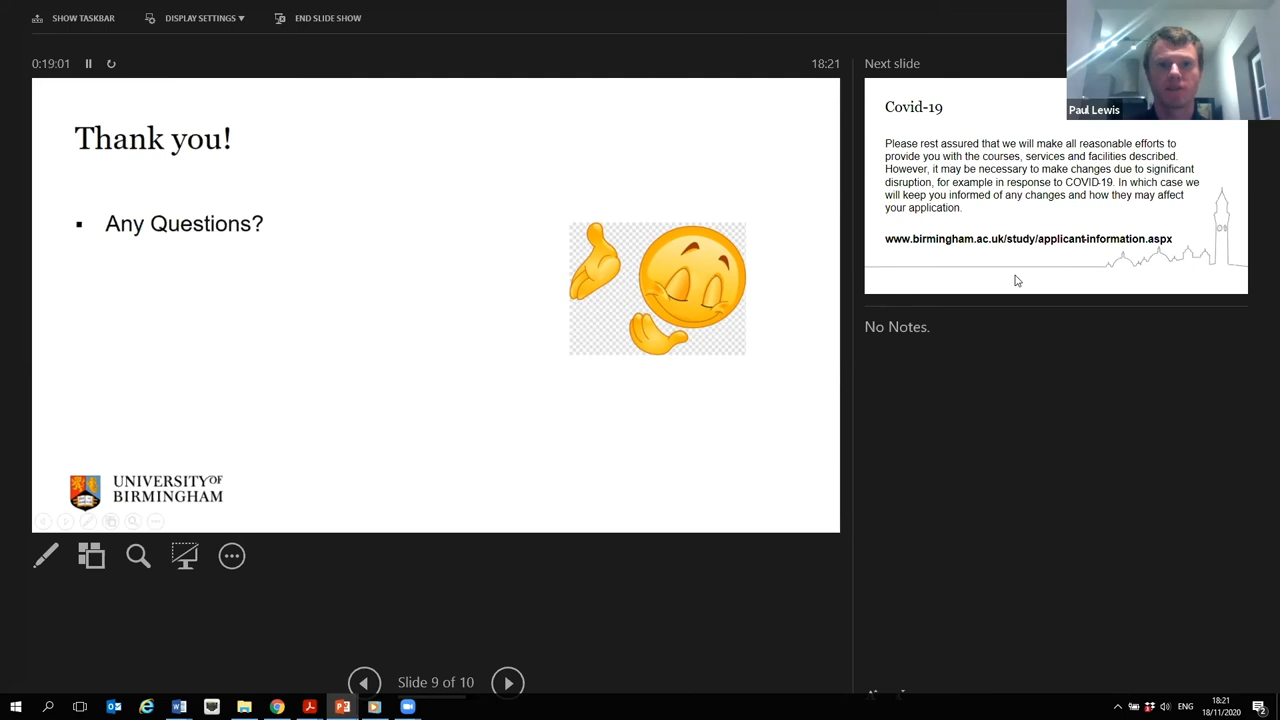 SHOW TASKBAR
DISPLAY SETTINGS ▼
END SLIDE SHOW
0:19:01
18:21
Next slide
Paul Lewis
Thank you!
▪ Any Questions?
UNIVERSITY OF
BIRMINGHAM
Covid-19
Please rest assured that we will make all reasonable efforts to
provide you with the courses, services and facilities described.
However, it may be necessary to make changes due to significant
disruption, for example in response to COVID-19. In which case we
will keep you informed of any changes and how they may affect
your application.
www.birmingham.ac.uk/study/applicant-information.aspx
No Notes.
Slide 9 of 10
ENG
18:21
18/11/2020
2